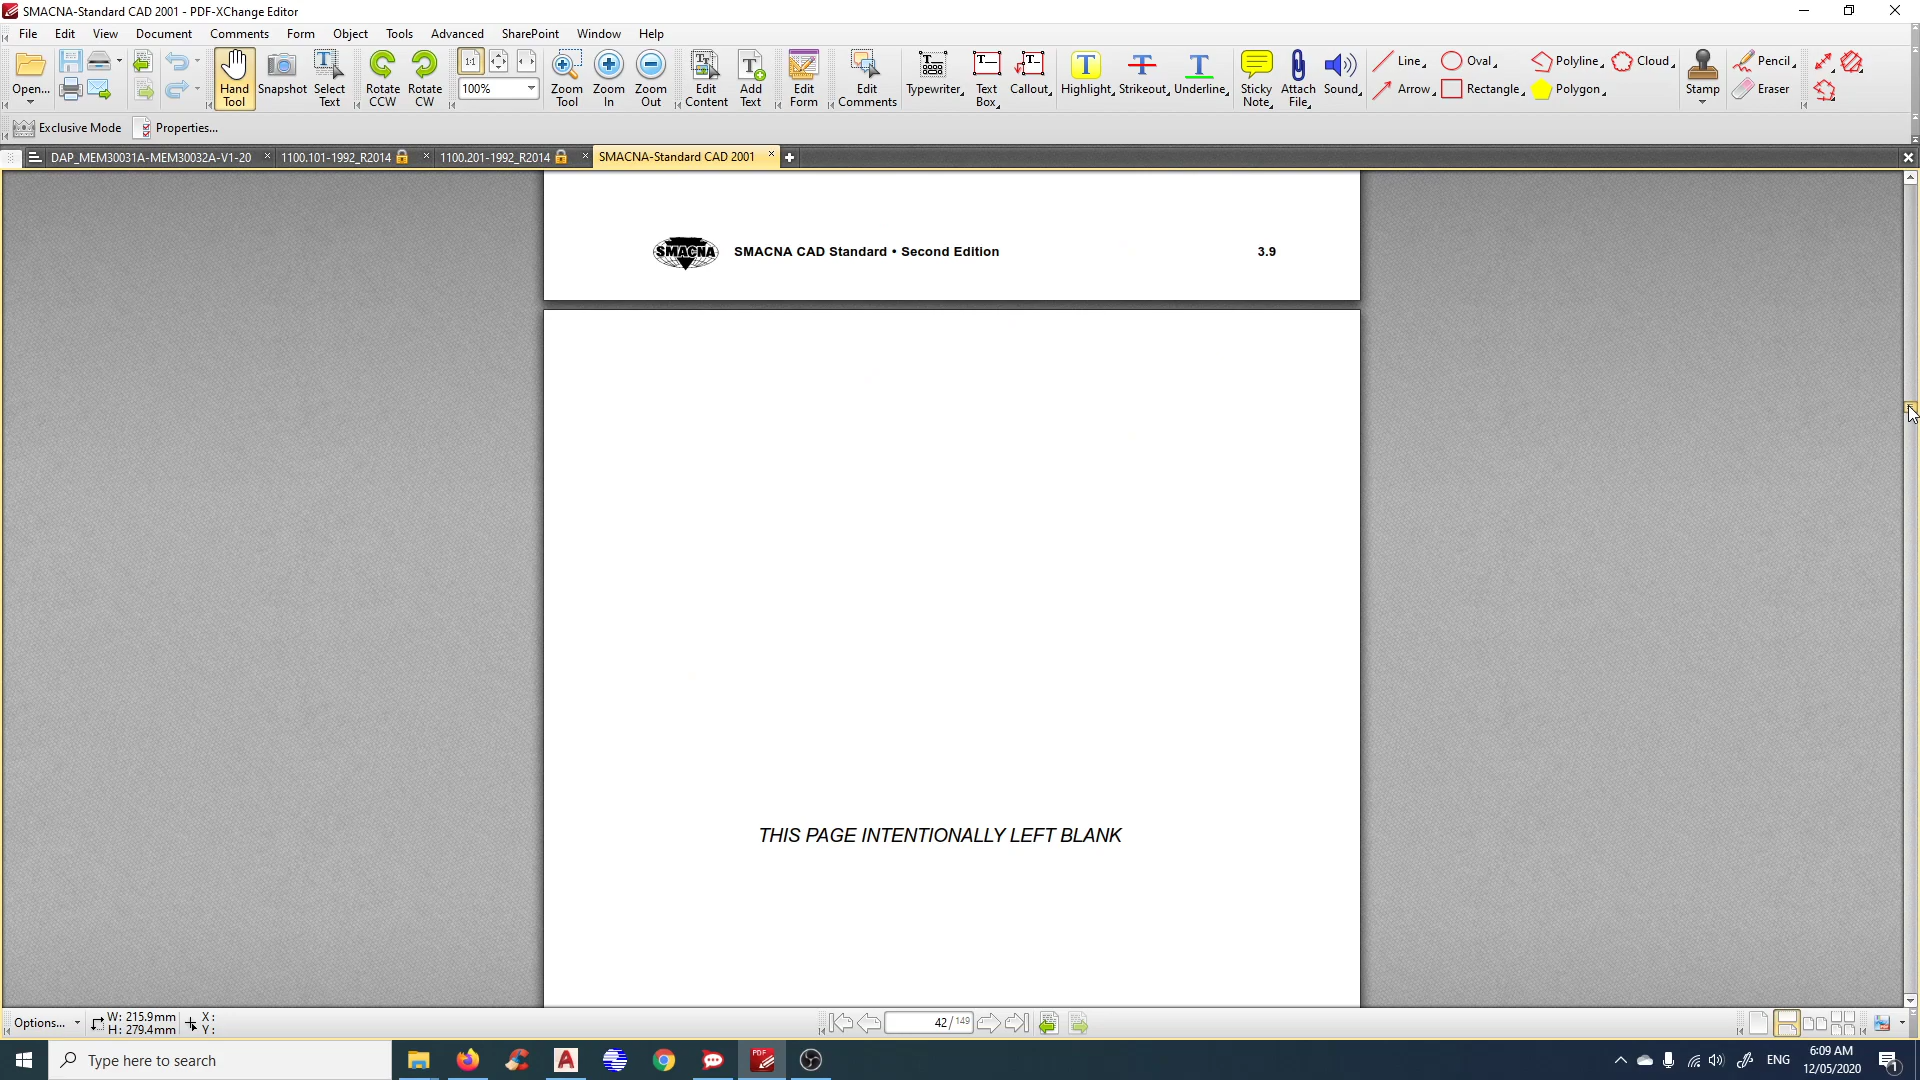 SMACNA-Standard CAD 2001 - PDF-XChange Editor
File Edit View Document Comments Form Object Tools Advanced SharePoint Window Help
Open...
Hand Tool
Snapshot
Select Text
Rotate CCW
Rotate CW
1:1
100%
Zoom Tool
Zoom In
Zoom Out
Edit Content
Add Text
Edit Form
Edit Comments
Typewriter
Text Box
Callout
Highlight
Strikeout
Underline
Sticky Note
Attach File
Sound
Line
Arrow
Oval
Rectangle
Polyline
Polygon
Cloud
Stamp
Pencil
Eraser
Exclusive Mode Properties...
DAP_MEM30031A-MEM30032A-V1-20 1100.101-1992_R2014 1100.201-1992_R2014 SMACNA-Standard CAD 2001
SMACNA SMACNA CAD Standard • Second Edition 3.9
THIS PAGE INTENTIONALLY LEFT BLANK
Options... W: 215.9mm X:
H: 279.4mm Y:
42 / 149
Type here to search
PDF
ENG
6:09 AM
12/05/2020
1